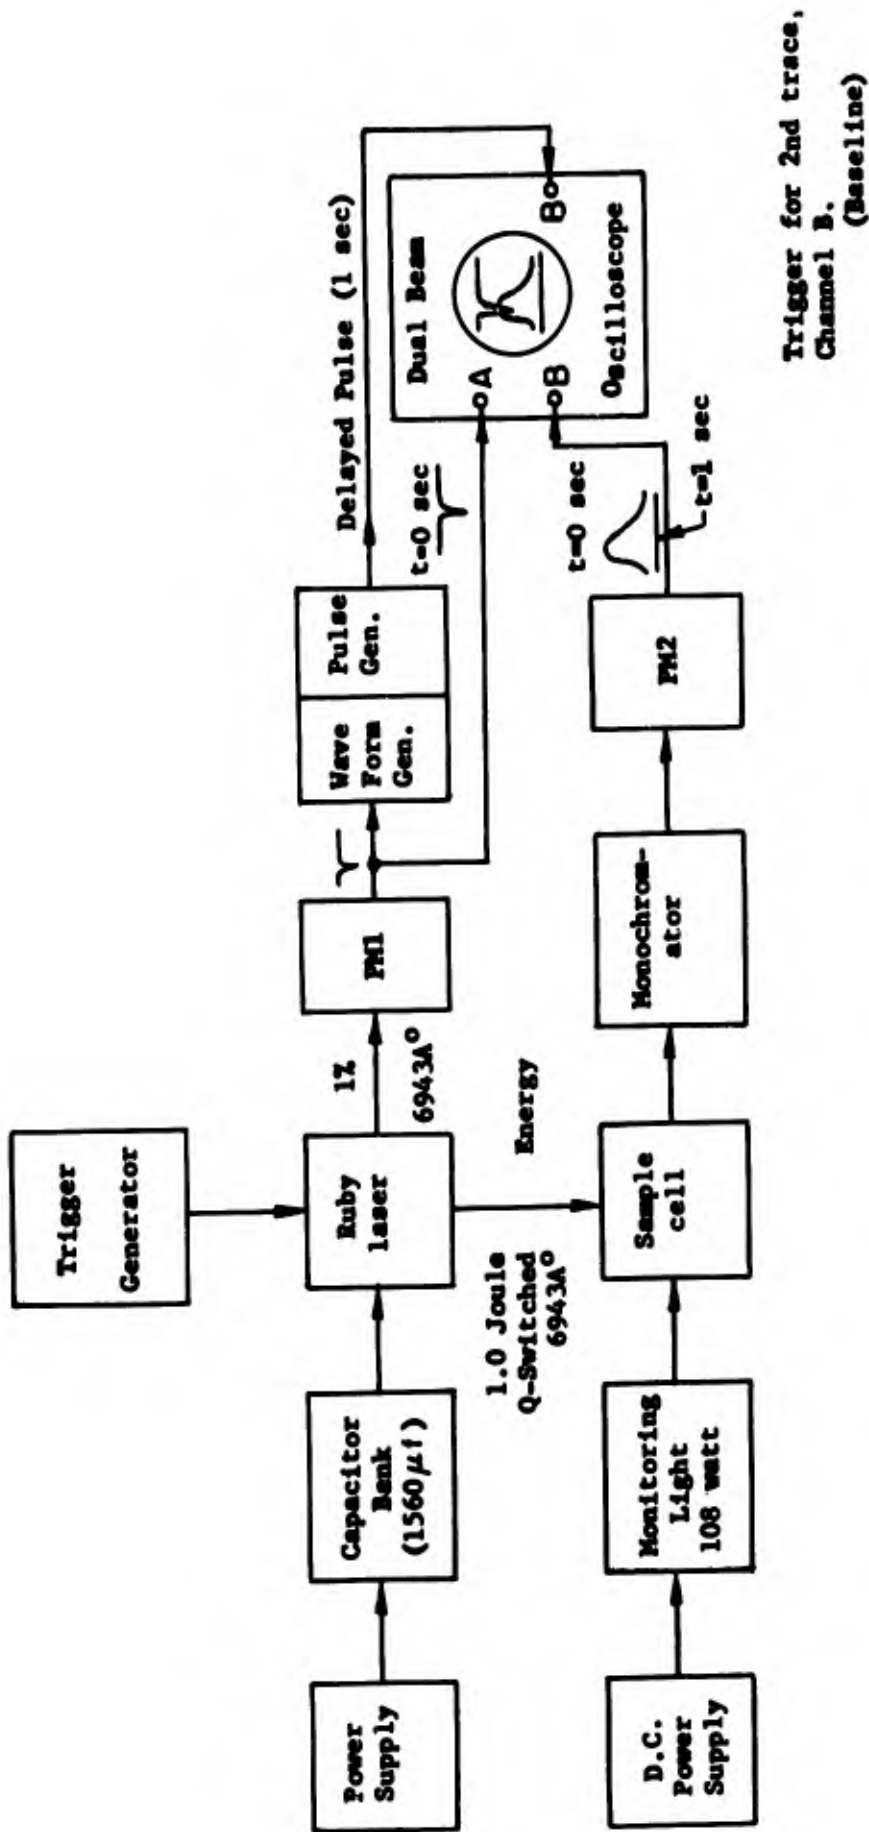 Trigger
Generator
Power
Supply
Capacitor
Bank
(1560µf)
Ruby
laser
1%
6943A°
PM1
Wave
Form
Gen.
Pulse
Gen.
Delayed Pulse (1 sec)
t=0 sec
Dual Beam
A
B
B
Oscilloscope
1.0 Joule
Q-Switched
6943A°
Energy
D.C.
Power
Supply
Monitoring
Light
108 watt
Sample
cell
Monochrom-
ator
PM2
t=0 sec
t=1 sec
Trigger for 2nd trace,
Channel B.
(Baseline)